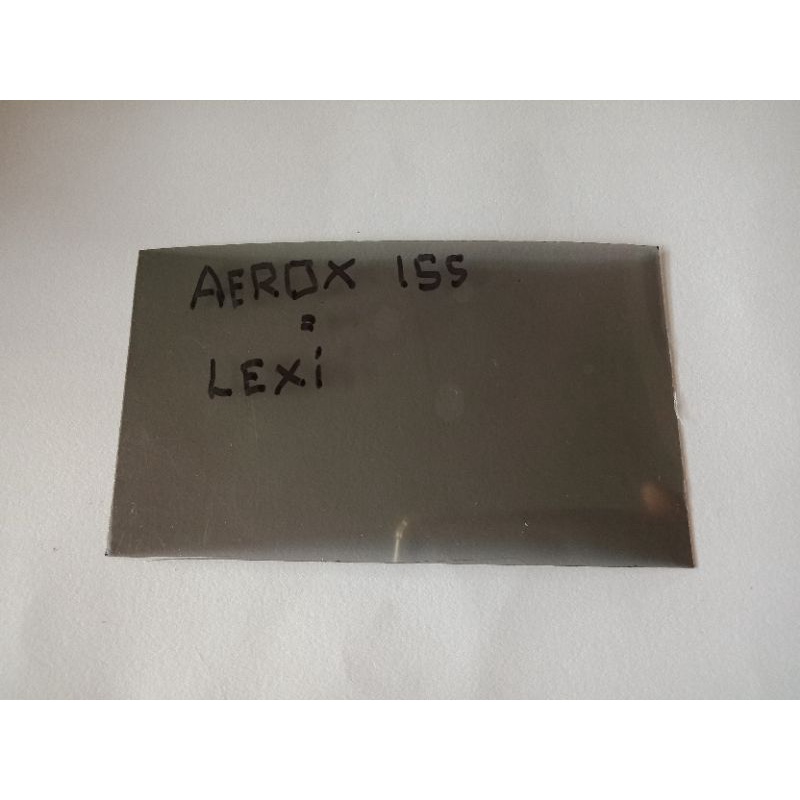 AEROX 155
=
LEXi